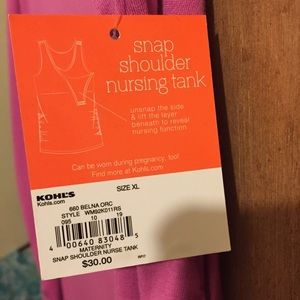 snap
shoulder
nursing tank
unsnap the side
& lift the layer
beneath to reveal
nursing function
Can be worn during pregnancy, too!
Find more at Kohls.com
KOHL'S
Kohls.com
SIZE XL
660 BELNA ORC
STYLE WM92K011RS
095 10 19
4 00640 83048 5
MATERNITY
SNAP SHOULDER NURSE TANK
$30.00